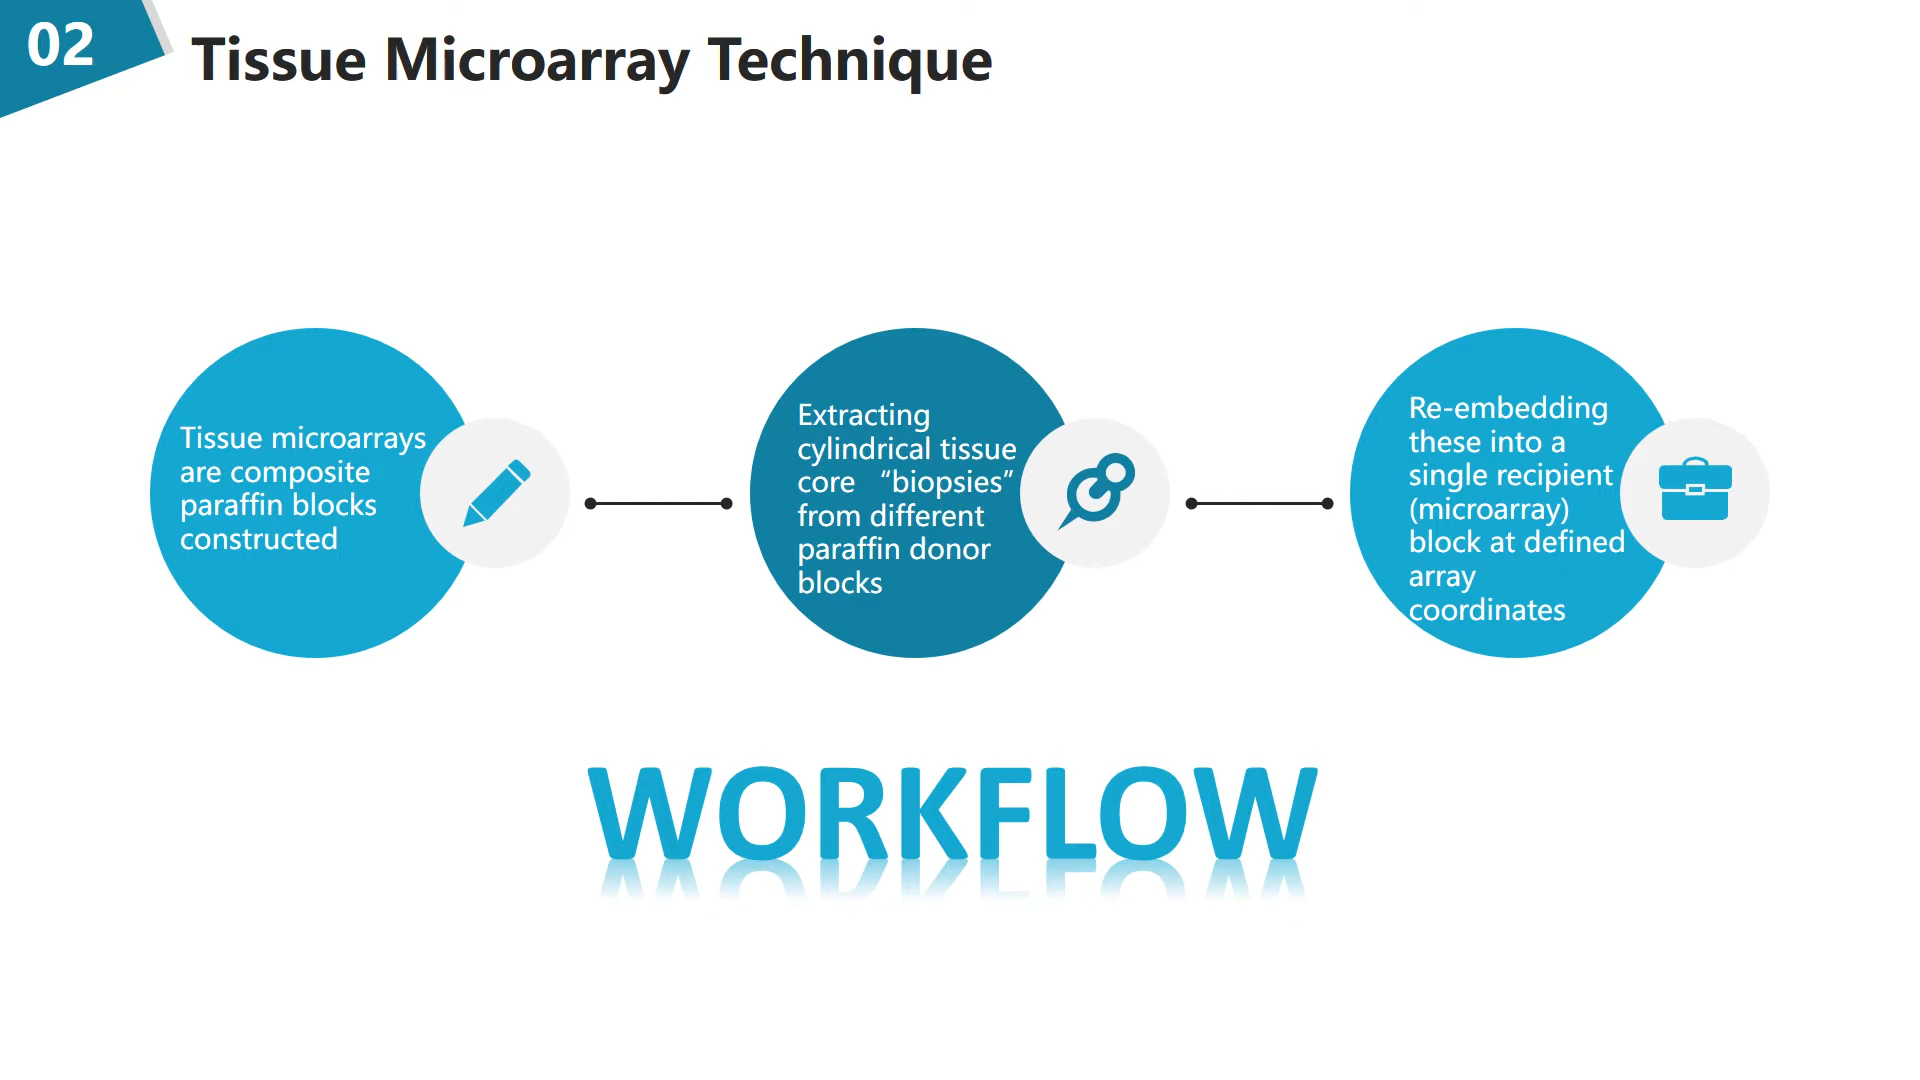 02
Tissue Microarray Technique
Tissue microarrays
are composite
paraffin blocks
constructed
Extracting
cylindrical tissue
core “biopsies”
from different
paraffin donor
blocks
Re-embedding
these into a
single recipient
(microarray)
block at defined
array
coordinates
WORKFLOW